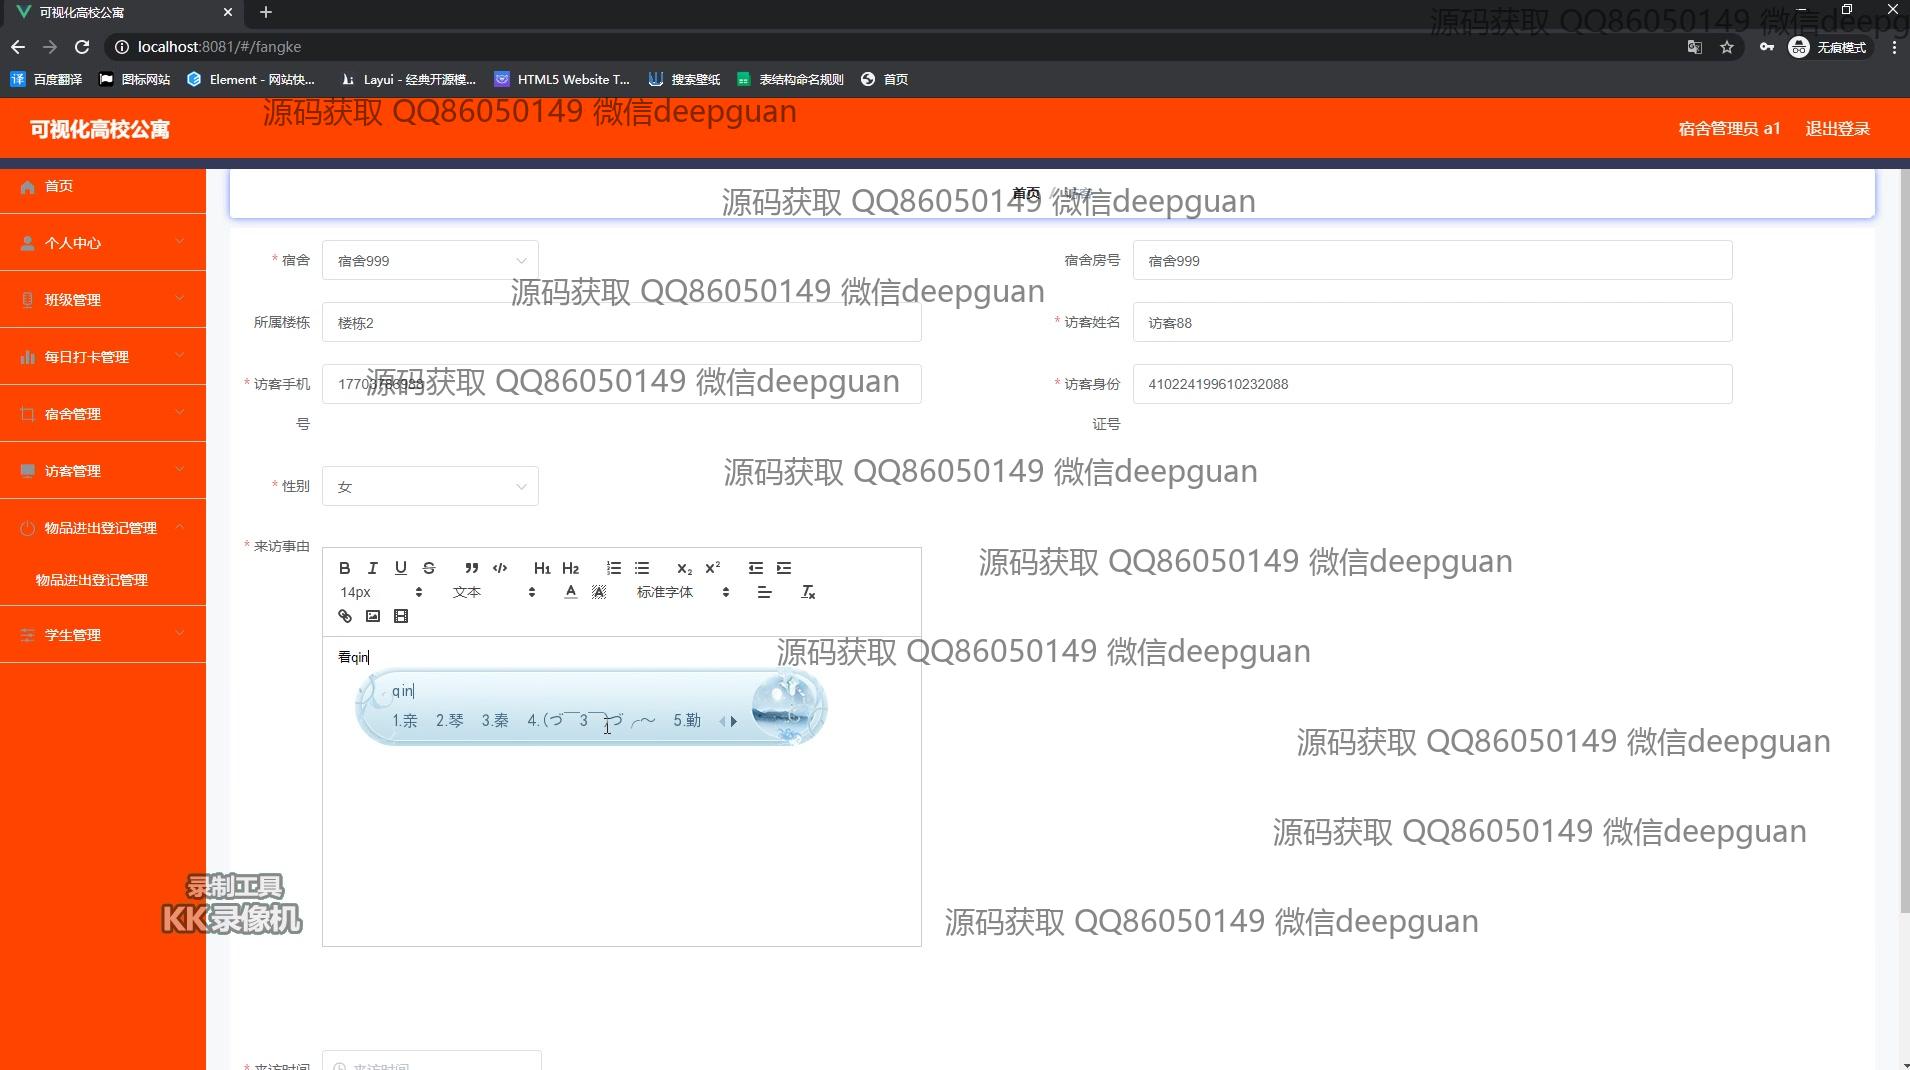 可视化高校公寓
localhost:8081/#/fangke
无痕模式
百度翻译 图标网站 Element - 网站快... Layui - 经典开源模... HTML5 Website T... 搜索壁纸 表结构命名规则 首页
源码获取 QQ86050149 微信deepg
可视化高校公寓
源码获取 QQ86050149 微信deepguan
宿舍管理员 a1 退出登录
首页
个人中心
班级管理
每日打卡管理
宿舍管理
访客管理
物品进出登记管理
物品进出登记管理
学生管理
首页 /
源码获取 QQ86050149 微信deepguan
* 宿舍 宿舍999 宿舍房号 宿舍999
源码获取 QQ86050149 微信deepguan
所属楼栋 楼栋2 * 访客姓名 访客88
* 访客手机号 * 访客身份证号 410224199610232088
源码获取 QQ86050149 微信deepguan
源码获取 QQ86050149 微信deepguan
* 性别 女
* 来访事由
B I U S H1 H2 X2 X2
14px 文本 A A 标准字体
源码获取 QQ86050149 微信deepguan
看qin
源码获取 QQ86050149 微信deepguan
qin
1.亲 2.琴 3.秦 4.(づ￣3￣)づ╭～ 5.勤
源码获取 QQ86050149 微信deepguan
源码获取 QQ86050149 微信deepguan
源码获取 QQ86050149 微信deepguan
录制工具
KK录像机
* 来访时间 来访时间